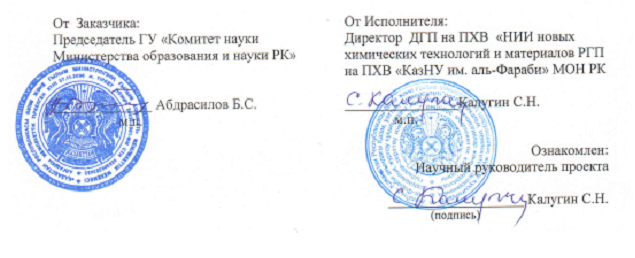 От Заказчика:
Председатель ГУ «Комитет науки
Министерства образования и науки РК»
Абдрасилов Б.С.
м.п.
От Исполнителя:
Директор ДГП на ПХВ «НИИ новых
химических технологий и материалов РГП
на ПХВ «КазНУ им. аль-Фараби» МОН РК
С. Калугин Калугин С.Н.
м.п.
Ознакомлен:
Научный руководитель проекта
С. Калугин Калугин С.Н.
(подпись)